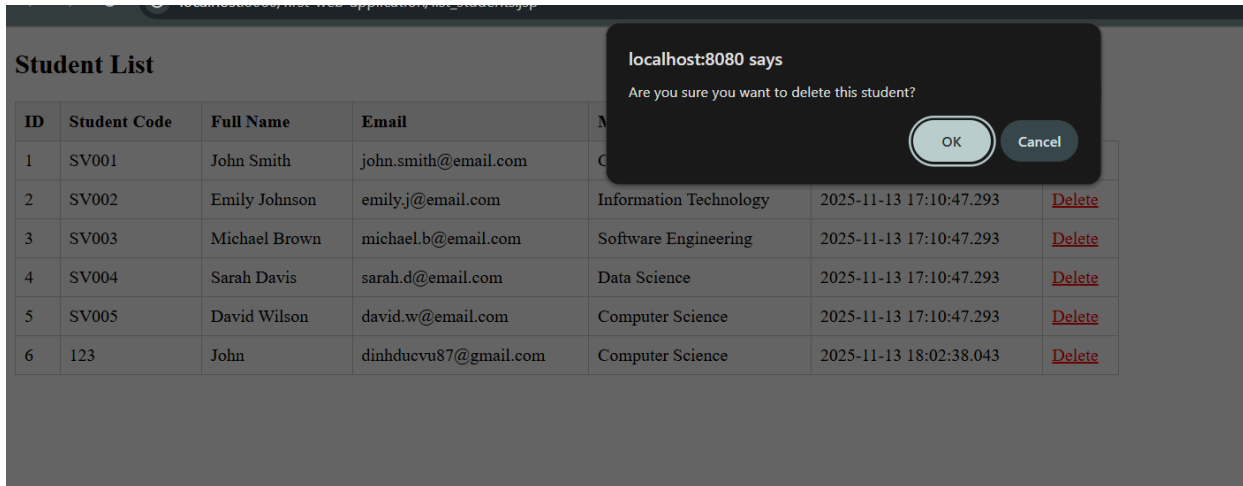 localhost:8080 says
Are you sure you want to delete this student?
OK Cancel
Student List
ID Student Code Full Name Email
1 SV001 John Smith john.smith@email.com
2 SV002 Emily Johnson emily.j@email.com Information Technology 2025-11-13 17:10:47.293 Delete
3 SV003 Michael Brown michael.b@email.com Software Engineering 2025-11-13 17:10:47.293 Delete
4 SV004 Sarah Davis sarah.d@email.com Data Science 2025-11-13 17:10:47.293 Delete
5 SV005 David Wilson david.w@email.com Computer Science 2025-11-13 17:10:47.293 Delete
6 123 John dinhducvu87@gmail.com Computer Science 2025-11-13 18:02:38.043 Delete